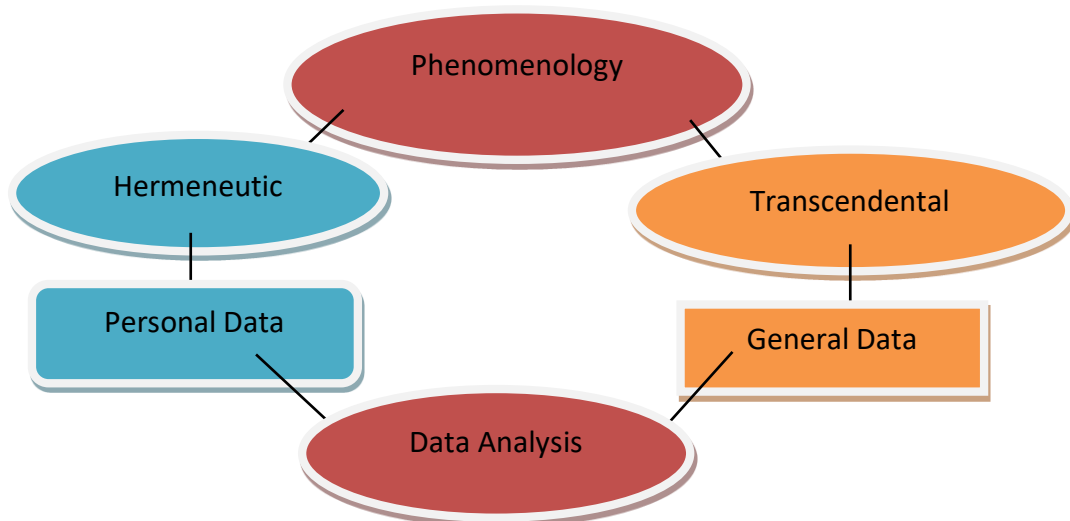 Phenomenology
Hermeneutic
Transcendental
Personal Data
General Data
Data Analysis